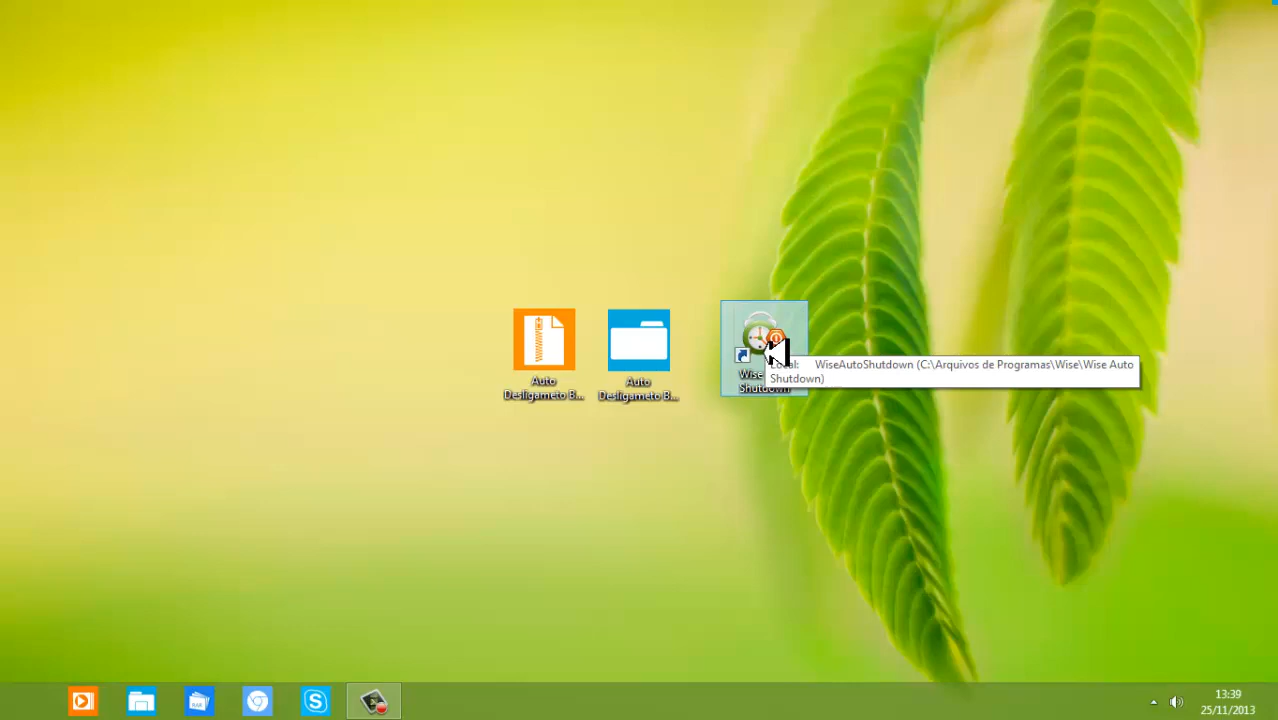 Auto
Desligameto B...
Auto
Desligameto B...
Wise
Shutdown
Local: WiseAutoShutdown (C:\Arquivos de Programas\Wise\Wise Auto
Shutdown)
13:39
25/11/2013